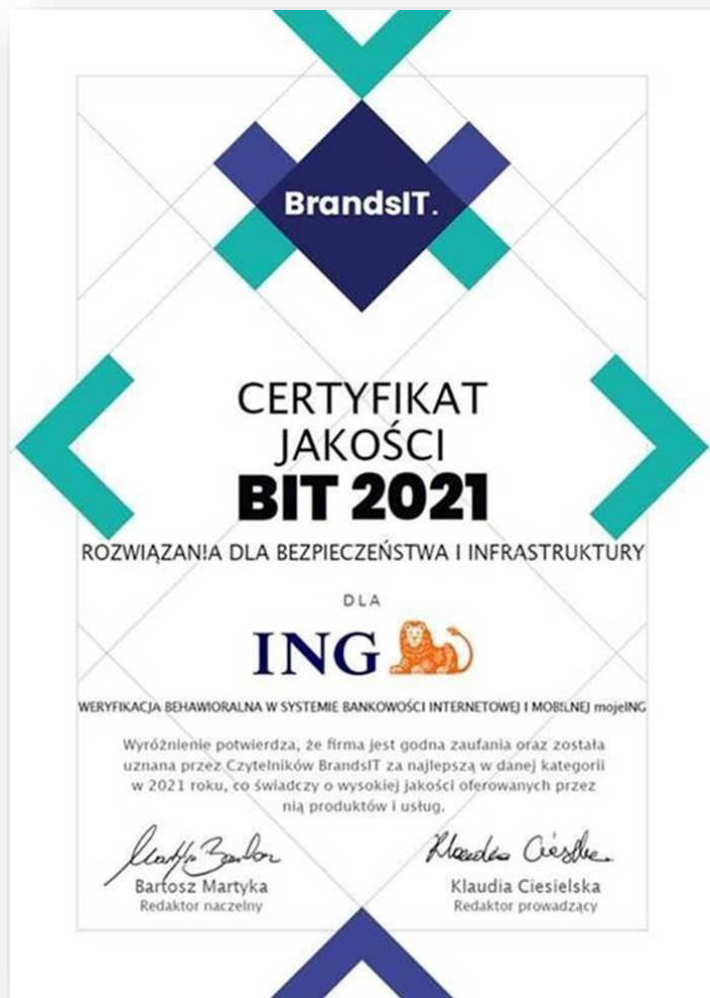 BrandsIT.
CERTYFIKAT
JAKOŚCI
BIT 2021
ROZWIĄZANIA DLA BEZPIECZEŃSTWA I INFRASTRUKTURY
DLA
ING
WERYFIKACJA BEHAWIORALNA W SYSTEMIE BANKOWOŚCI INTERNETOWEJ I MOBILNEJ mojeING
Wyróżnienie potwierdza, że firma jest godna zaufania oraz została
uznana przez Czytelników BrandsIT za najlepszą w danej kategorii
w 2021 roku, co świadczy o wysokiej jakości oferowanych przez
nią produktów i usług.
Bartosz Martyka
Klaudia Ciesielska
Redaktor naczelny
Redaktor prowadzący